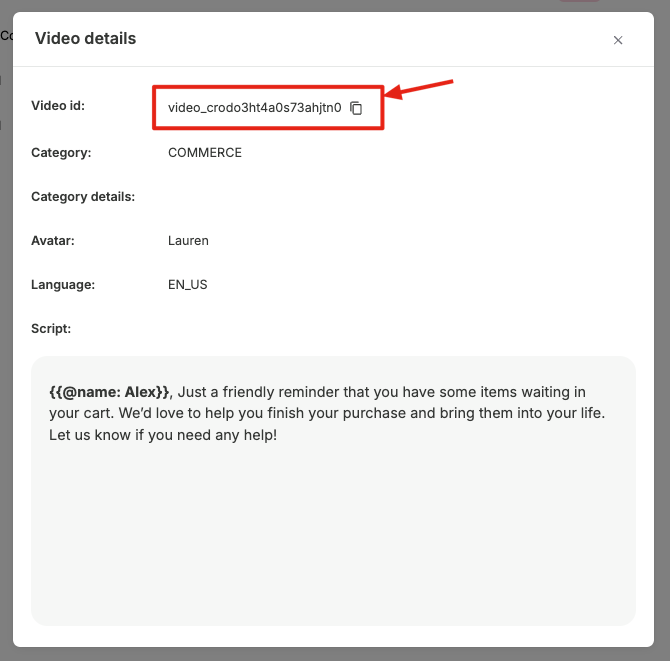 Video details
Video id: video_crodo3ht4a0s73ahjtn0
Category: COMMERCE
Category details:
Avatar: Lauren
Language: EN_US
Script:
{{@name: Alex}}, Just a friendly reminder that you have some items waiting in
your cart. We’d love to help you finish your purchase and bring them into your life.
Let us know if you need any help!